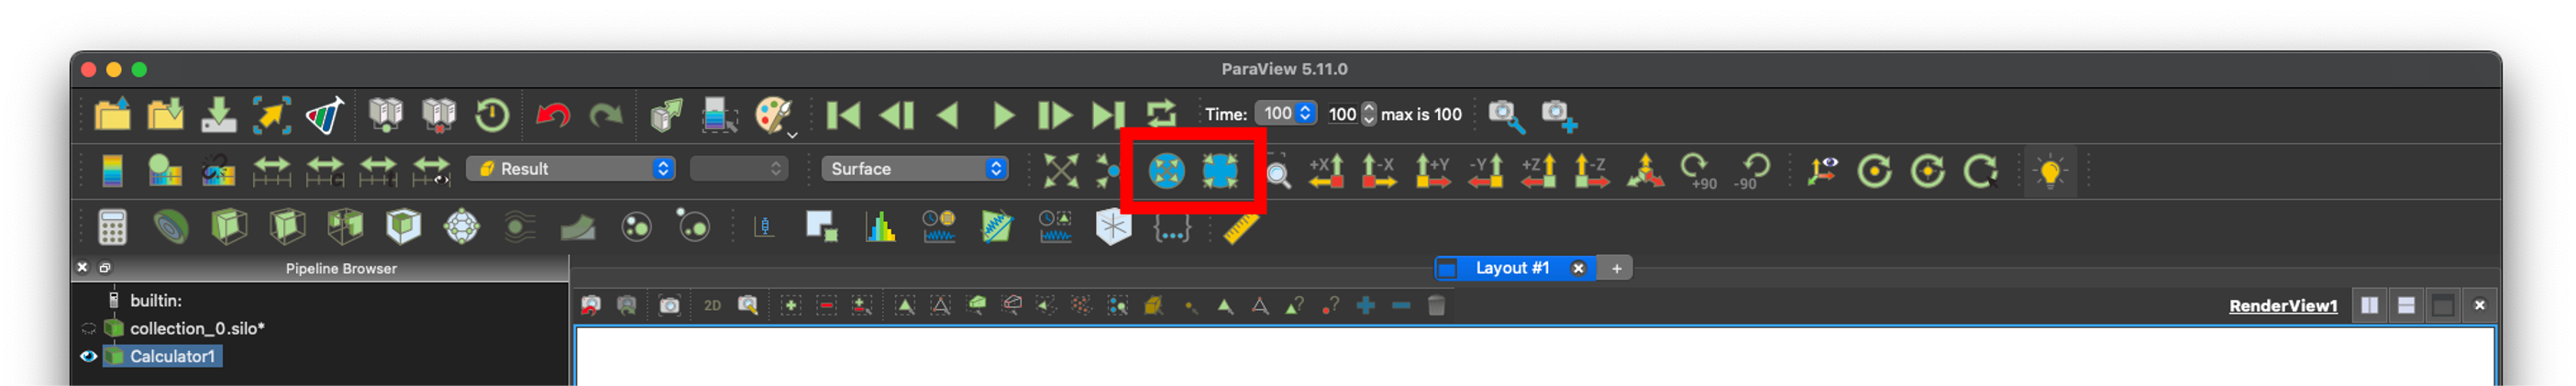 ParaView 5.11.0
Time: 100 100 max is 100
Result Surface +X -X +Y -Y +Z -Z +90 -90
{...}
Pipeline Browser Layout #1 +
builtin: 2D RenderView1
collection_0.silo*
Calculator1